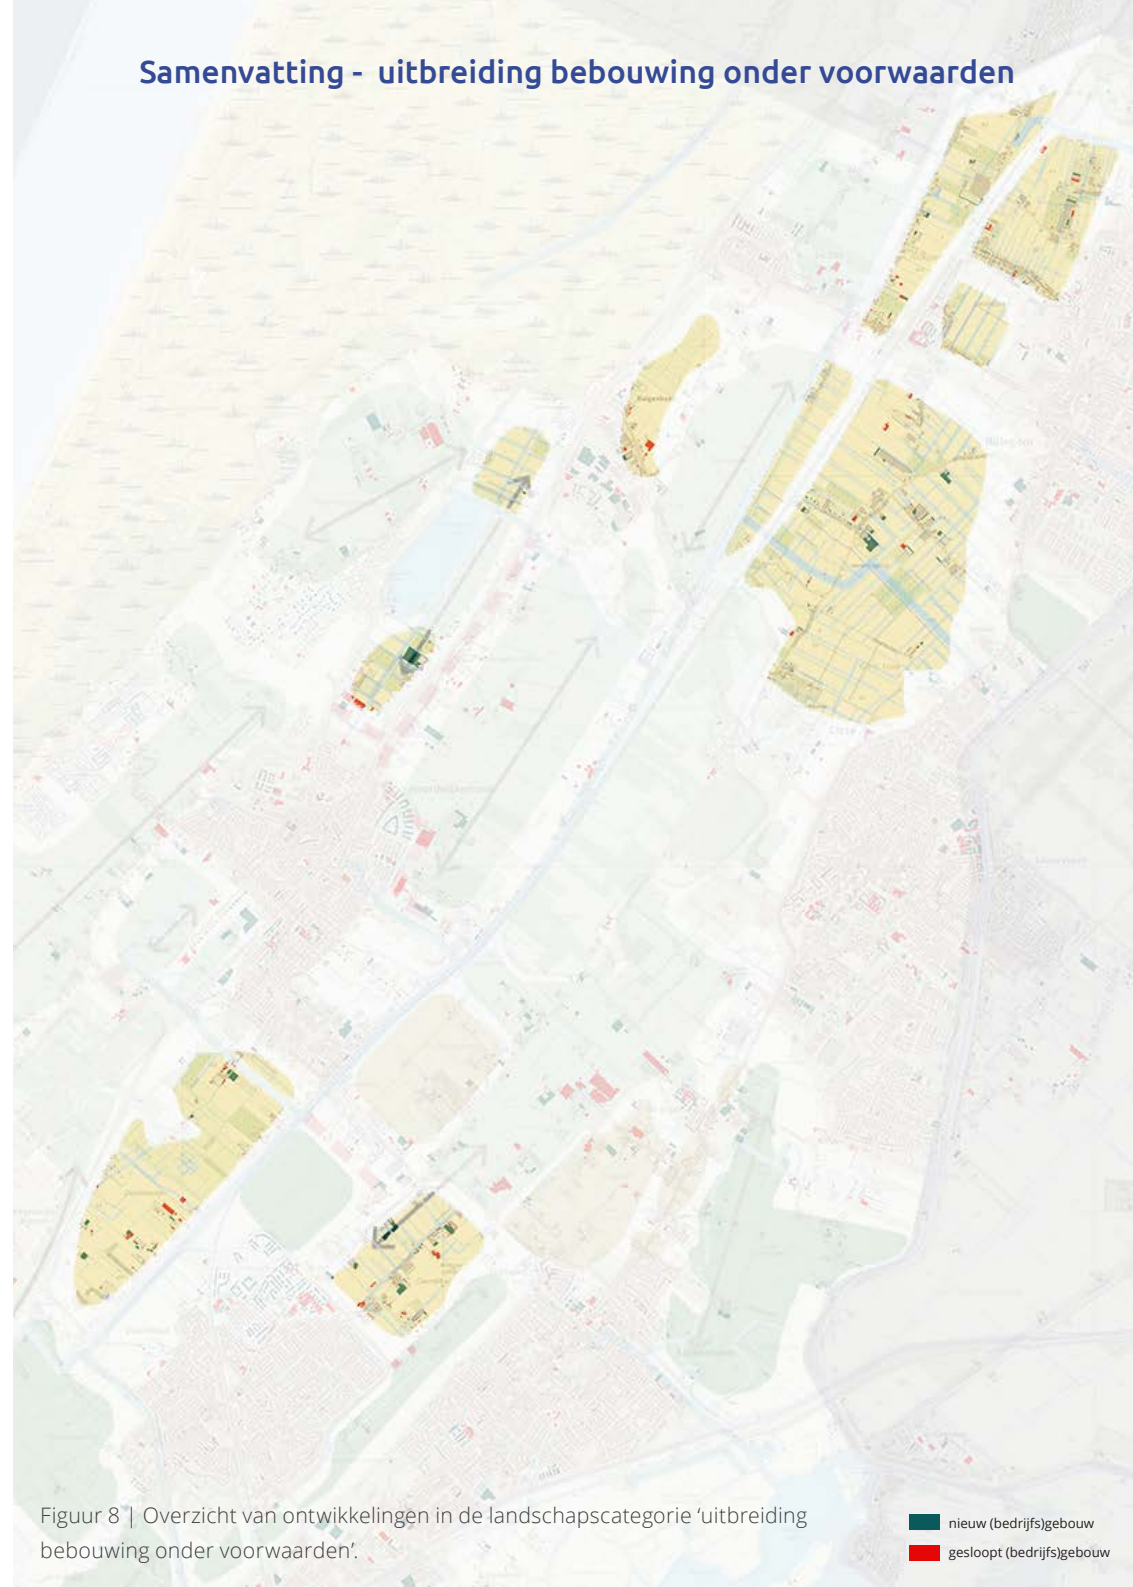 Samenvatting - uitbreiding bebouwing onder voorwaarden
Lisse
Figuur 8 | Overzicht van ontwikkelingen in de landschapscategorie ‘uitbreiding
bebouwing onder voorwaarden’.
nieuw (bedrijfs)gebouw
gesloopt (bedrijfs)gebouw